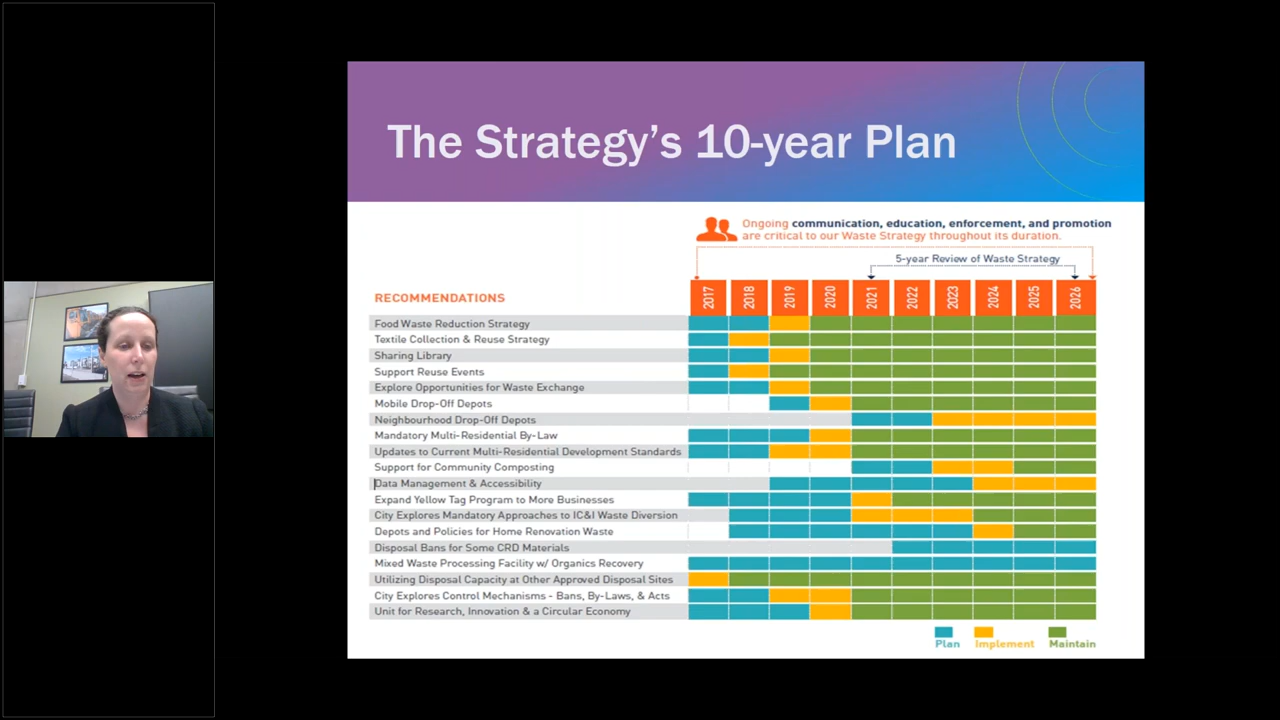 The Strategy's 10-year Plan
Ongoing communication, education, enforcement, and promotion
are critical to our Waste Strategy throughout its duration.
5-year Review of Waste Strategy
RECOMMENDATIONS
2017 2018 2019 2020 2021 2022 2023 2024 2025 2026
Food Waste Reduction Strategy
Textile Collection & Reuse Strategy
Sharing Library
Support Reuse Events
Explore Opportunities for Waste Exchange
Mobile Drop-Off Depots
Neighbourhood Drop-Off Depots
Mandatory Multi-Residential By-Law
Updates to Current Multi-Residential Development Standards
Support for Community Composting
Data Management & Accessibility
Expand Yellow Tag Program to More Businesses
City Explores Mandatory Approaches to IC&I Waste Diversion
Depots and Policies for Home Renovation Waste
Disposal Bans for Some CRD Materials
Mixed Waste Processing Facility w/ Organics Recovery
Utilizing Disposal Capacity at Other Approved Disposal Sites
City Explores Control Mechanisms - Bans, By-Laws, & Acts
Unit for Research, Innovation & a Circular Economy
Plan Implement Maintain